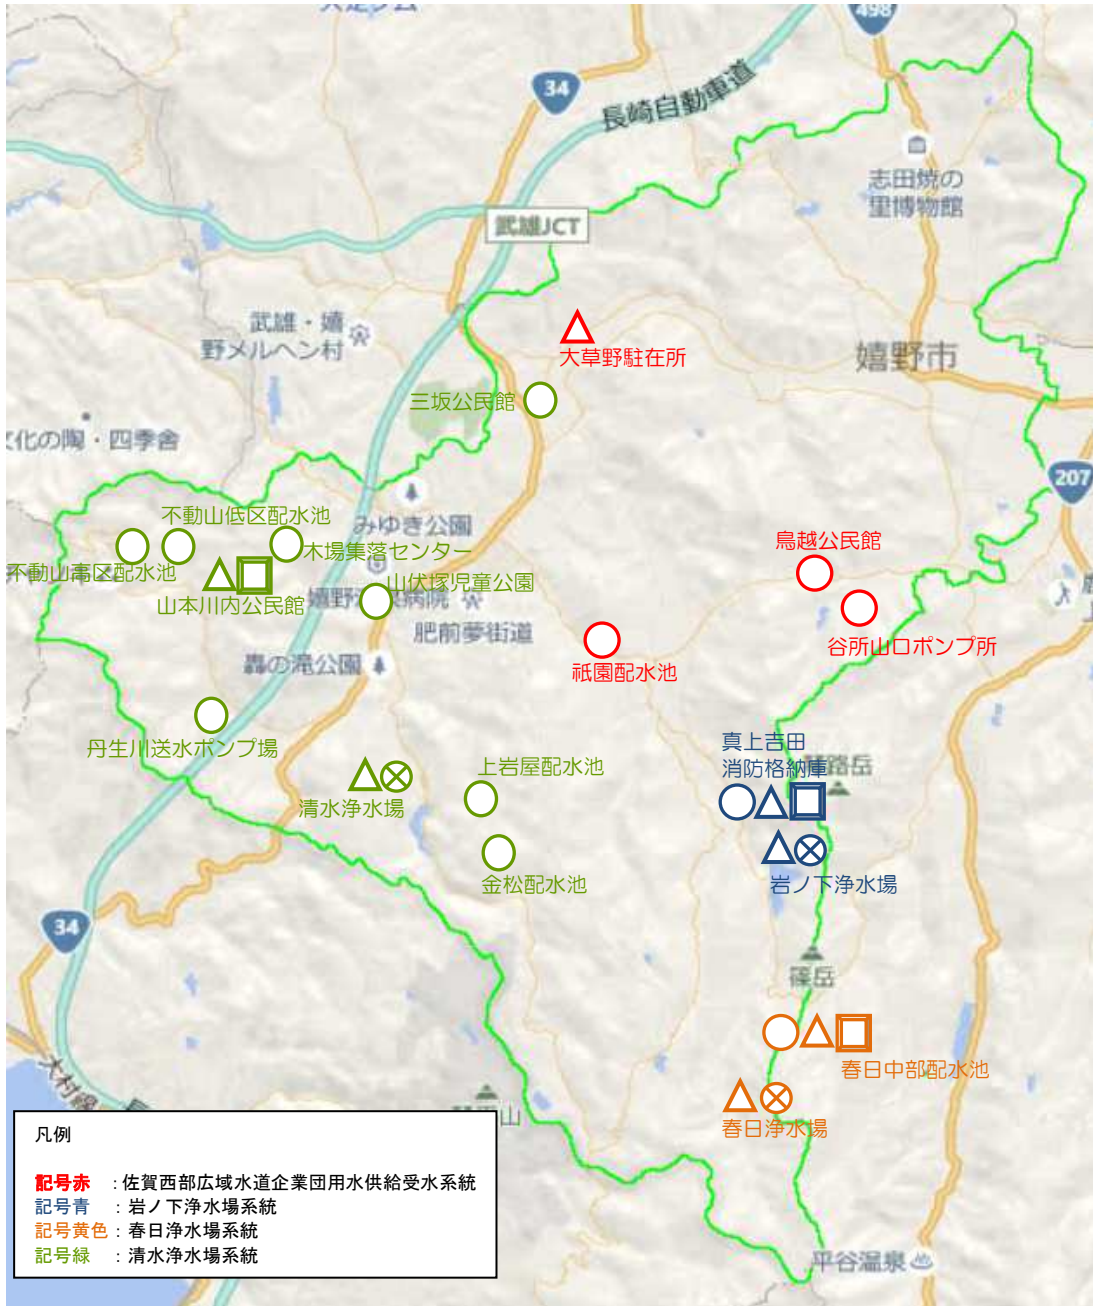 498
34
長崎自動車道
志田焼の
里博物館
武雄JCT
武雄・嬉
野メルヘン村
大草野駐在所
嬉野市
三坂公民館
化の陶・四季舎
207
不動山低区配水池
みゆき公園
木場集落センター
鳥越公民館
不動山高区配水池
山伏塚児童公園
山本川内公民館
肥前夢街道
谷所山口ポンプ所
轟の滝公園
祇園配水池
丹生川送水ポンプ場
真上吉田
消防格納庫
上岩屋配水池
清水浄水場
金松配水池
岩ノ下浄水場
34
篠岳
大村線
春日中部配水池
春日浄水場
平谷温泉
凡例
記号赤 :佐賀西部広域水道企業団用水供給受水系統
記号青 :岩ノ下浄水場系統
記号黄色:春日浄水場系統
記号緑 :清水浄水場系統